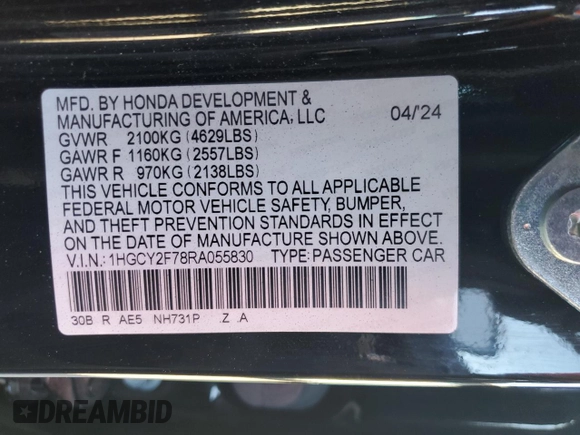 MFD. BY HONDA DEVELOPMENT &
MANUFACTURING OF AMERICA, LLC 04/'24
GVWR 2100KG (4629LBS)
GAWR F 1160KG (2557LBS)
GAWR R 970KG (2138LBS)
THIS VEHICLE CONFORMS TO ALL APPLICABLE
FEDERAL MOTOR VEHICLE SAFETY, BUMPER,
AND THEFT PREVENTION STANDARDS IN EFFECT
ON THE DATE OF MANUFACTURE SHOWN ABOVE.
V.I.N.: 1HGCY2F78RA055830 TYPE: PASSENGER CAR
30B R AE5 NH731P .Z .A
DREAMBID